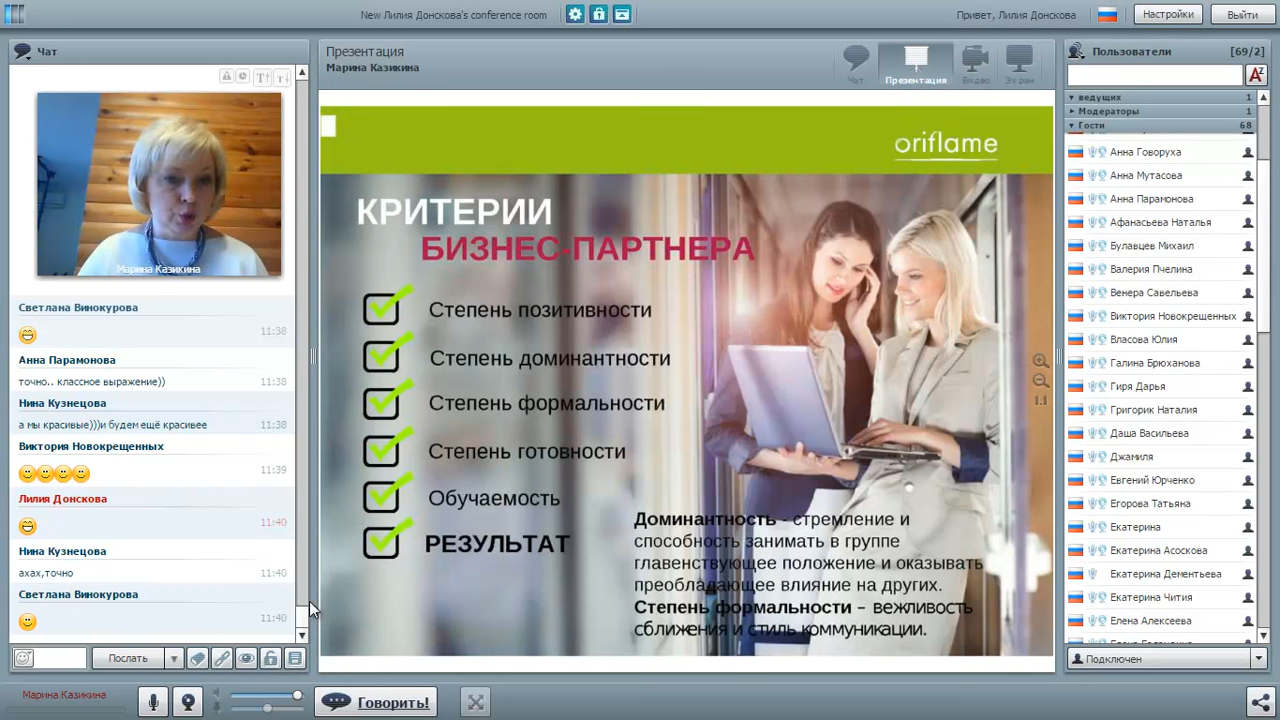 New Лилия Донскова's conference room
Привет, Лилия Донскова
Настройки
Выйти
Чат
Марина Казикина
Светлана Винокурова
11:38
Анна Парамонова
точно.. классное выражение))
11:38
Нина Кузнецова
а мы красивые)))и будем ещё красивее
11:38
Виктория Новокрещенных
11:39
Лилия Донскова
11:40
Нина Кузнецова
ахах,точно
11:40
Светлана Винокурова
11:40
Послать
Презентация
Марина Казикина
Чат
Презентация
Видео
Экран
oriflame
КРИТЕРИИ
БИЗНЕС-ПАРТНЕРА
Степень позитивности
Степень доминантности
Степень формальности
Степень готовности
Обучаемость
РЕЗУЛЬТАТ
Доминантность - стремление и
способность занимать в группе
главенствующее положение и оказывать
преобладающее влияние на других.
Степень формальности – вежливость
сближения и стиль коммуникации.
1.1
Пользователи
[69/2]
ведущих 1
Модераторы 1
Гости 68
Анна Говоруха
Анна Мутасова
Анна Парамонова
Афанасьева Наталья
Булавцев Михаил
Валерия Пчелина
Венера Савельева
Виктория Новокрещенных
Власова Юлия
Галина Брюханова
Гиря Дарья
Григорик Наталия
Даша Васильева
Джамиля
Евгений Юрченко
Егорова Татьяна
Екатерина
Екатерина Асоскова
Екатерина Дементьева
Екатерина Чития
Елена Алексеева
Подключен
Марина Казикина
Говорить!